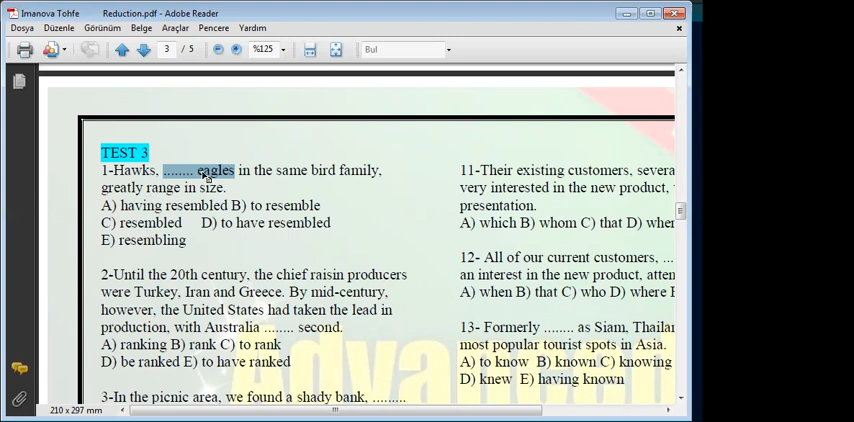 Imanova Tohfe Reduction.pdf - Adobe Reader
Dosya Düzenle Görünüm Belge Araçlar Pencere Yardım
3 / 5 %125 Bul
TEST 3
1-Hawks, ........ eagles in the same bird family,
greatly range in size.
A) having resembled B) to resemble
C) resembled D) to have resembled
E) resembling
2-Until the 20th century, the chief raisin producers
were Turkey, Iran and Greece. By mid-century,
however, the United States had taken the lead in
production, with Australia ........ second.
A) ranking B) rank C) to rank
D) be ranked E) to have ranked
3-In the picnic area, we found a shady bank, .........
11-Their existing customers, severa
very interested in the new product,
presentation.
A) which B) whom C) that D) wher
12- All of our current customers, ...
an interest in the new product, atten
A) when B) that C) who D) where E
13- Formerly ........ as Siam, Thailan
most popular tourist spots in Asia.
A) to know B) known C) knowing
D) knew E) having known
Advanced
210 x 297 mm